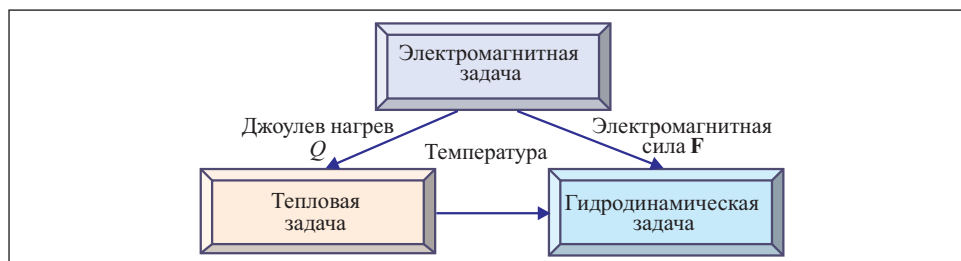 Электромагнитная
задача
Джоулев нагрев
Q
Электромагнитная
сила F
Температура
Тепловая
задача
Гидродинамическая
задача